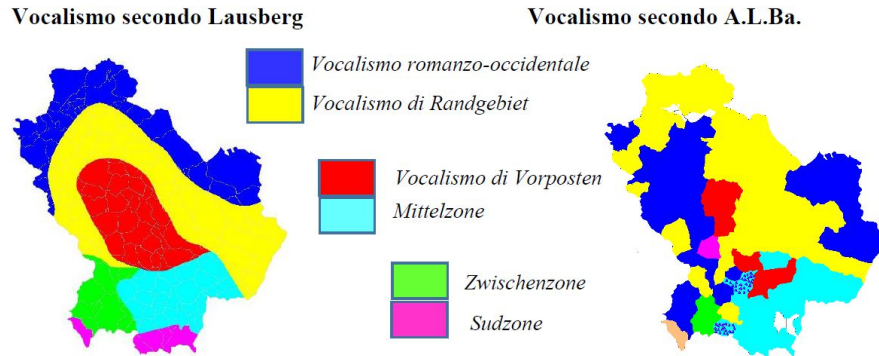 Vocalismo secondo Lausberg
Vocalismo secondo A.L.Ba.
Vocalismo romanzo-occidentale
Vocalismo di Randgebiet
Vocalismo di Vorposten
Mittelzone
Zwischenzone
Sudzone